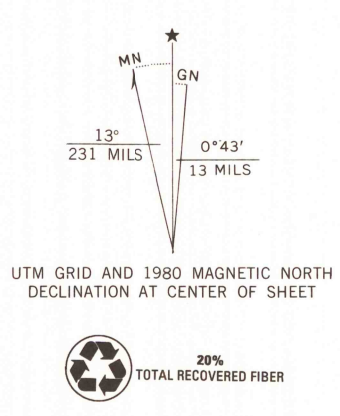 MN
GN
13°
231 MILS
0°43′
13 MILS
UTM GRID AND 1980 MAGNETIC NORTH
DECLINATION AT CENTER OF SHEET
20%
TOTAL RECOVERED FIBER